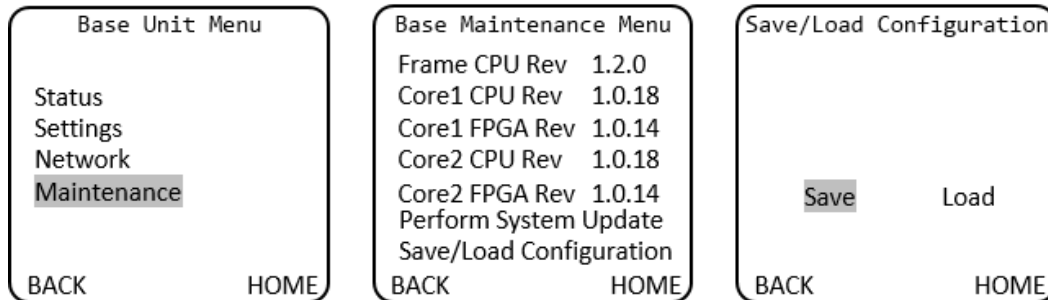 Base Unit Menu
Status
Settings
Network
Maintenance
BACK HOME
Base Maintenance Menu
Frame CPU Rev 1.2.0
Core1 CPU Rev 1.0.18
Core1 FPGA Rev 1.0.14
Core2 CPU Rev 1.0.18
Core2 FPGA Rev 1.0.14
Perform System Update
Save/Load Configuration
BACK HOME
Save/Load Configuration
Save Load
BACK HOME